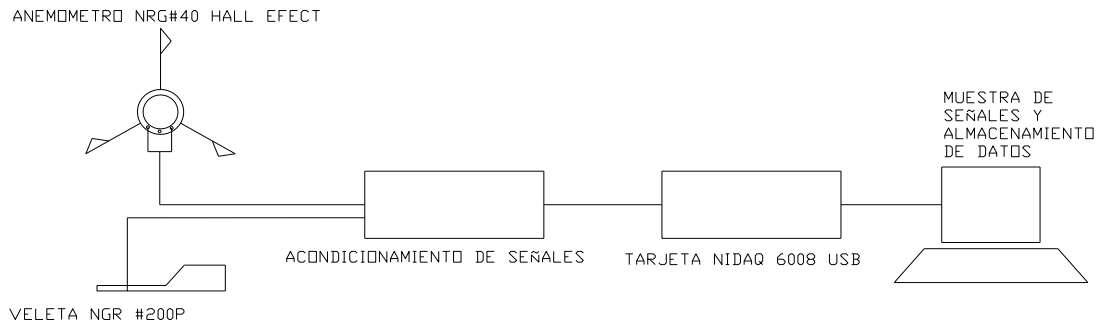 ANEMOMETRO NRG#40 HALL EFECT
MUESTRA DE
SEÑALES Y
ALMACENAMIENTO
DE DATOS
ACONDICIONAMIENTO DE SEÑALES
TARJETA NIDAQ 6008 USB
VELETA NGR #200P